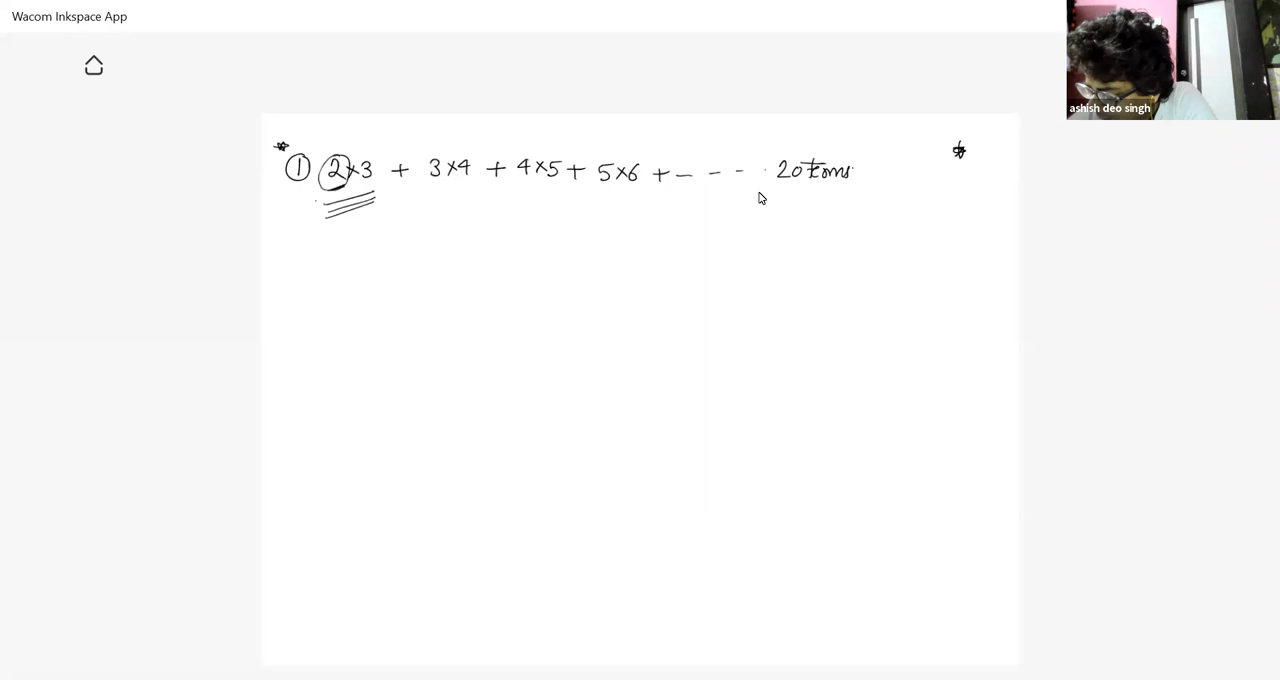 Wacom Inkspace App
ashish deo singh
① 2×3 + 3×4 + 4×5 + 5×6 + - - - · 20 terms